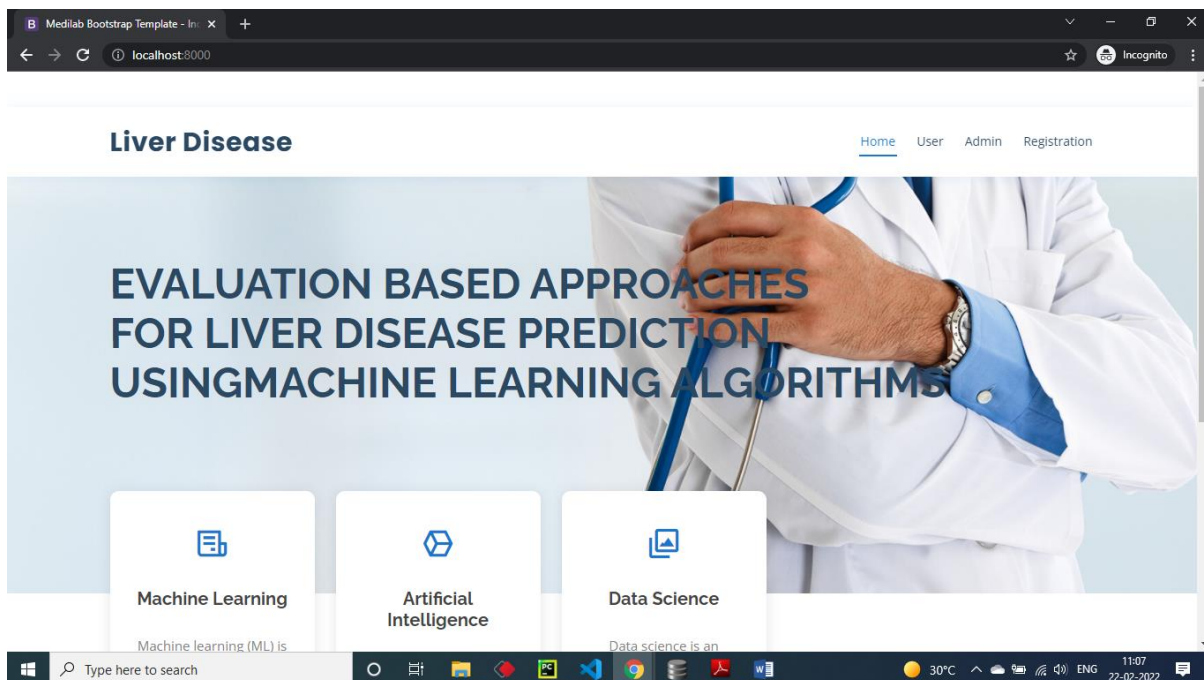 B Medilab Bootstrap Template - Inc
localhost:8000
Incognito
Liver Disease
Home User Admin Registration
EVALUATION BASED APPROACHES
FOR LIVER DISEASE PREDICTION
USINGMACHINE LEARNING ALGORITHMS
Machine Learning
Artificial
Intelligence
Data Science
Machine learning (ML) is
Data science is an
Type here to search
PC
30°C
ENG
11:07
22-02-2022